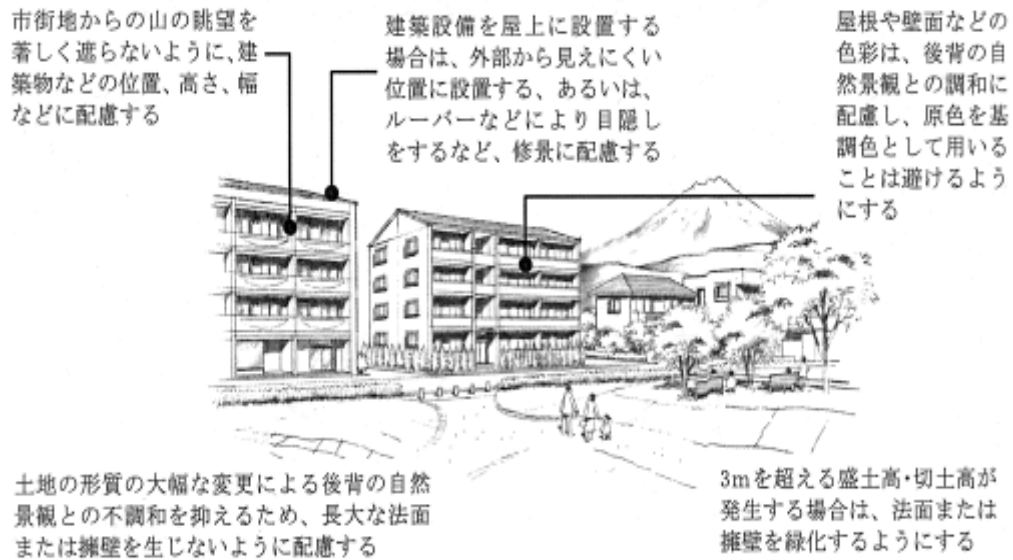 市街地からの山の眺望を
著しく遮らないように、建
築物などの位置、高さ、幅
などに配慮する
建築設備を屋上に設置する
場合は、外部から見えにくい
位置に設置する、あるいは、
ルーバーなどにより目隠し
をするなど、修景に配慮する
屋根や壁面などの
色彩は、後背の自
然景観との調和に
配慮し、原色を基
調色として用いる
ことは避けるよう
にする
土地の形質の大幅な変更による後背の自然
景観との不調和を抑えるため、長大な法面
または擁壁を生じないように配慮する
3mを超える盛土高・切土高が
発生する場合は、法面または
擁壁を緑化するようにする